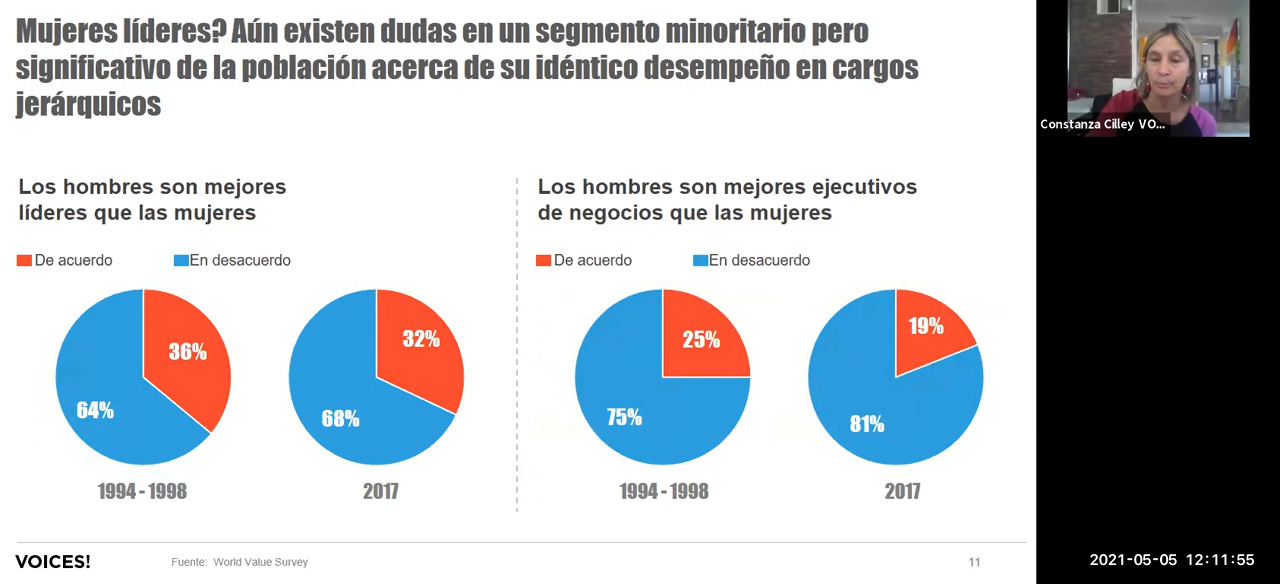 Mujeres líderes? Aún existen dudas en un segmento minoritario pero
significativo de la población acerca de su idéntico desempeño en cargos
jerárquicos
Constanza Cilley VO...
Los hombres son mejores
líderes que las mujeres
De acuerdo
En desacuerdo
36%
64%
32%
68%
1994 - 1998
2017
Los hombres son mejores ejecutivos
de negocios que las mujeres
De acuerdo
En desacuerdo
25%
75%
19%
81%
1994 - 1998
2017
VOICES!
Fuente: World Value Survey
11
2021-05-05 12:11:55